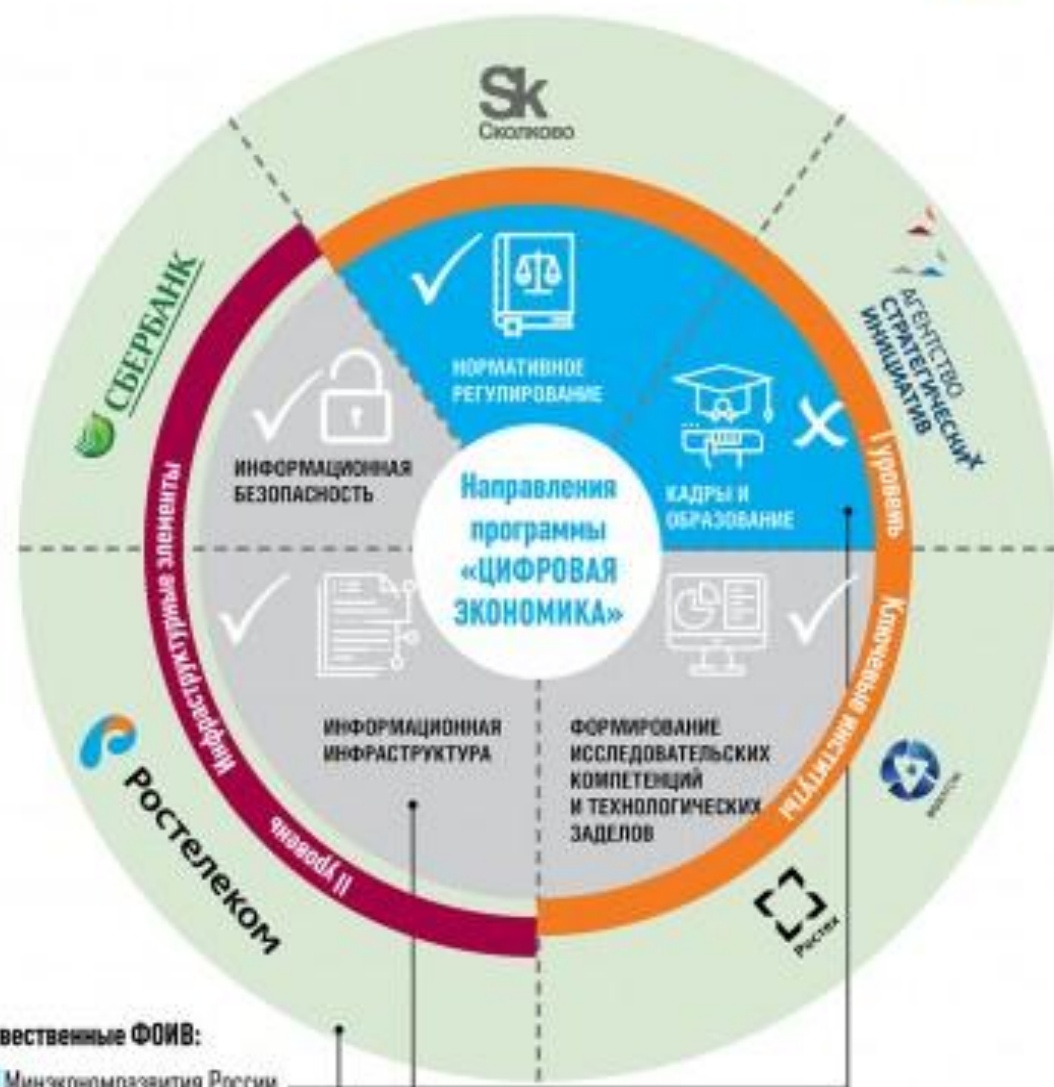 Sk
Сколково
СБЕРБАНК
АГЕНТСТВО
СТРАТЕГИЧЕСКИХ
ИНИЦИАТИВ
НОРМАТИВНОЕ
РЕГУЛИРОВАНИЕ
ИНФОРМАЦИОННАЯ
БЕЗОПАСНОСТЬ
КАДРЫ И
ОБРАЗОВАНИЕ
I уровень
Ключевые институты
Направления
программы
«ЦИФРОВАЯ
ЭКОНОМИКА»
Инфраструктурные элементы
II уровень
ИНФОРМАЦИОННАЯ
ИНФРАСТРУКТУРА
ФОРМИРОВАНИЕ
ИССЛЕДОВАТЕЛЬСКИХ
КОМПЕТЕНЦИЙ
И ТЕХНОЛОГИЧЕСКИХ
ЗАДЕЛОВ
Ростелеком
Ростех
ФОИВ:
Минэкономразвития России